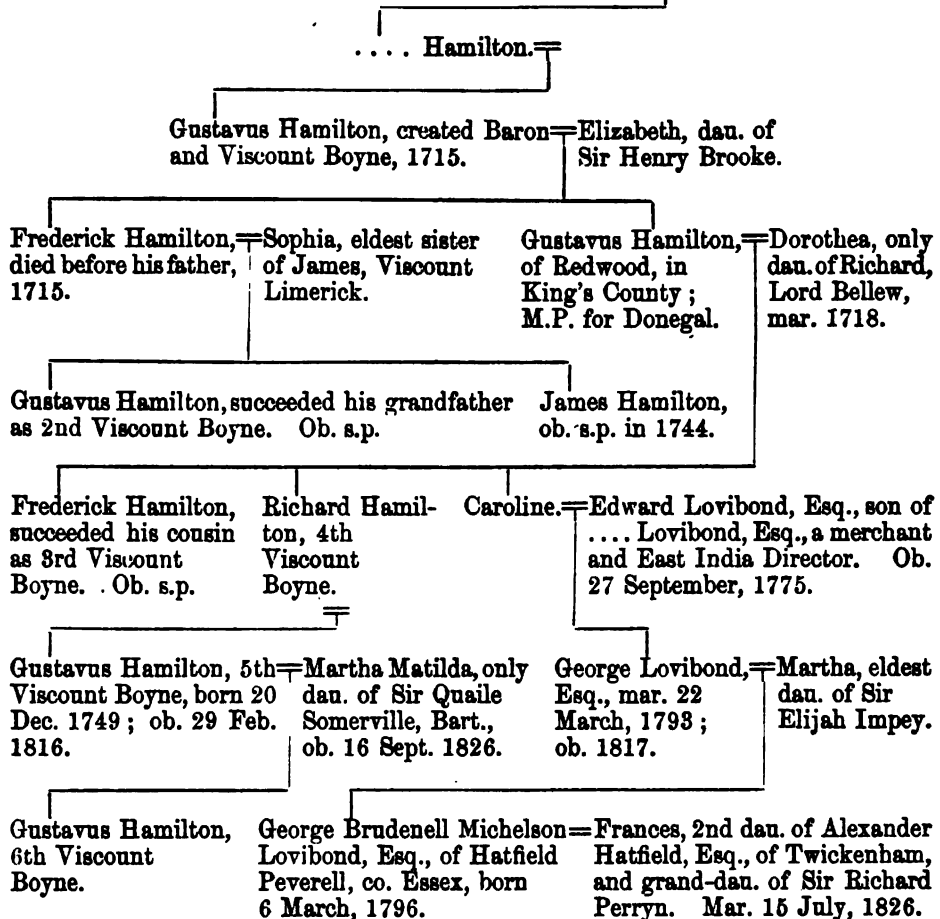 .... Hamilton.
Gustavus Hamilton, created Baron
and Viscount Boyne, 1715.
Elizabeth, dau. of
Sir Henry Brooke.
Frederick Hamilton,
died before his father,
1715.
Sophia, eldest sister
of James, Viscount
Limerick.
Gustavus Hamilton,
of Redwood, in
King's County ;
M.P. for Donegal.
Dorothea, only
dau. of Richard,
Lord Bellew,
mar. 1718.
Gustavus Hamilton, succeeded his grandfather
as 2nd Viscount Boyne. Ob. s.p.
James Hamilton,
ob. s.p. in 1744.
Frederick Hamilton,
succeeded his cousin
as 3rd Viscount
Boyne. Ob. s.p.
Richard Hamil-
ton, 4th
Viscount
Boyne.
Caroline.
Edward Lovibond, Esq., son of
.... Lovibond, Esq., a merchant
and East India Director. Ob.
27 September, 1775.
Gustavus Hamilton, 5th
Viscount Boyne, born 20
Dec. 1749 ; ob. 29 Feb.
1816.
Martha Matilda, only
dau. of Sir Quaile
Somerville, Bart.,
ob. 16 Sept. 1826.
George Lovibond,
Esq., mar. 22
March, 1793 ;
ob. 1817.
Martha, eldest
dau. of Sir
Elijah Impey.
Gustavus Hamilton,
6th Viscount
Boyne.
George Brudenell Michelson
Lovibond, Esq., of Hatfield
Peverell, co. Essex, born
6 March, 1796.
Frances, 2nd dau. of Alexander
Hatfield, Esq., of Twickenham,
and grand-dau. of Sir Richard
Perryn. Mar. 15 July, 1826.